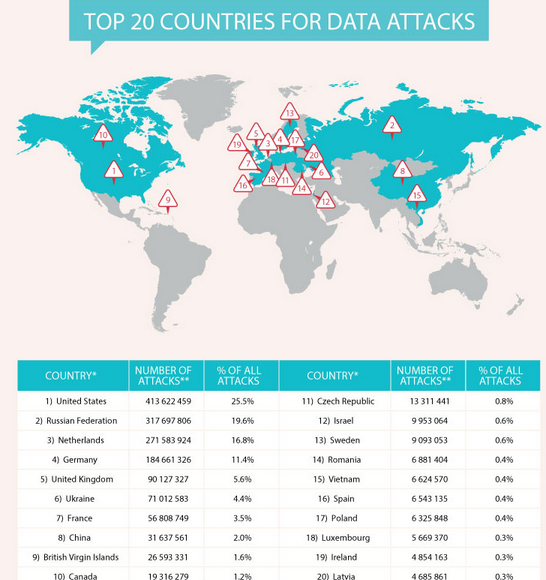 TOP 20 COUNTRIES FOR DATA ATTACKS
13
10
5
4
17
2
19
3
20
7
1
6
8
18
11
16
14
15
9
12
COUNTRY* NUMBER OF ATTACKS** % OF ALL ATTACKS COUNTRY* NUMBER OF ATTACKS** % OF ALL ATTACKS
1) United States 413 622 459 25.5% 11) Czech Republic 13 311 441 0.8%
2) Russian Federation 317 697 806 19.6% 12) Israel 9 953 064 0.6%
3) Netherlands 271 583 924 16.8% 13) Sweden 9 093 053 0.6%
4) Germany 184 661 326 11.4% 14) Romania 6 881 404 0.4%
5) United Kingdom 90 127 327 5.6% 15) Vietnam 6 624 570 0.4%
6) Ukraine 71 012 583 4.4% 16) Spain 6 543 135 0.4%
7) France 56 808 749 3.5% 17) Poland 6 325 848 0.4%
8) China 31 637 561 2.0% 18) Luxembourg 5 669 370 0.3%
9) British Virgin Islands 26 593 331 1.6% 19) Ireland 4 854 163 0.3%
10) Canada 19 316 279 1.2% 20) Latvia 4 685 861 0.3%